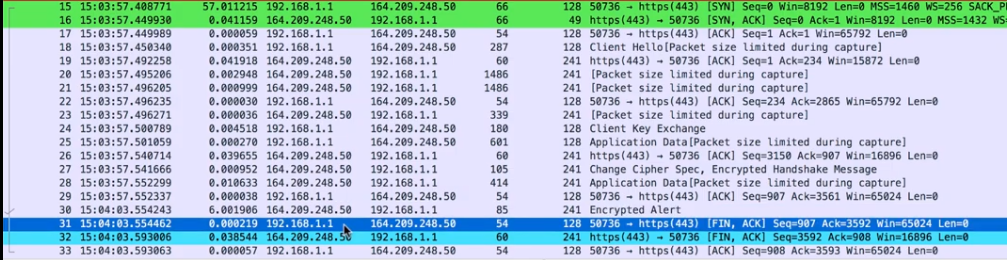 15 15:03:57.408771 57.011215 192.168.1.1 164.209.248.50 66 128 50736 → https(443) [SYN] Seq=0 Win=8192 Len=0 MSS=1460 WS=256 SACK_P
16 15:03:57.449930 0.041159 164.209.248.50 192.168.1.1 66 49 https(443) → 50736 [SYN, ACK] Seq=0 Ack=1 Win=8192 Len=0 MSS=1432 W
17 15:03:57.449989 0.000059 192.168.1.1 164.209.248.50 54 128 50736 → https(443) [ACK] Seq=1 Ack=1 Win=65792 Len=0
18 15:03:57.450340 0.000351 192.168.1.1 164.209.248.50 287 128 Client Hello[Packet size limited during capture]
19 15:03:57.492258 0.041918 164.209.248.50 192.168.1.1 60 241 https(443) → 50736 [ACK] Seq=1 Ack=234 Win=15872 Len=0
20 15:03:57.495206 0.002948 164.209.248.50 192.168.1.1 1486 241 [Packet size limited during capture]
21 15:03:57.496205 0.000999 164.209.248.50 192.168.1.1 1486 241 [Packet size limited during capture]
22 15:03:57.496235 0.000030 192.168.1.1 164.209.248.50 54 128 50736 → https(443) [ACK] Seq=234 Ack=2865 Win=65792 Len=0
23 15:03:57.496271 0.000036 164.209.248.50 192.168.1.1 339 241 [Packet size limited during capture]
24 15:03:57.500789 0.004518 192.168.1.1 164.209.248.50 180 128 Client Key Exchange
25 15:03:57.501059 0.000270 192.168.1.1 164.209.248.50 601 128 Application Data[Packet size limited during capture]
26 15:03:57.540714 0.039655 164.209.248.50 192.168.1.1 60 241 https(443) → 50736 [ACK] Seq=3150 Ack=907 Win=16896 Len=0
27 15:03:57.541666 0.000952 164.209.248.50 192.168.1.1 105 241 Change Cipher Spec, Encrypted Handshake Message
28 15:03:57.552299 0.010633 164.209.248.50 192.168.1.1 414 241 Application Data[Packet size limited during capture]
29 15:03:57.552337 0.000038 192.168.1.1 164.209.248.50 54 128 50736 → https(443) [ACK] Seq=907 Ack=3561 Win=65024 Len=0
30 15:04:03.554243 6.001906 164.209.248.50 192.168.1.1 85 241 Encrypted Alert
31 15:04:03.554462 0.000219 192.168.1.1 164.209.248.50 54 128 50736 → https(443) [FIN, ACK] Seq=907 Ack=3592 Win=65024 Len=0
32 15:04:03.593006 0.038544 164.209.248.50 192.168.1.1 60 241 https(443) → 50736 [FIN, ACK] Seq=3592 Ack=908 Win=16896 Len=0
33 15:04:03.593063 0.000057 192.168.1.1 164.209.248.50 54 128 50736 → https(443) [ACK] Seq=908 Ack=3593 Win=65024 Len=0